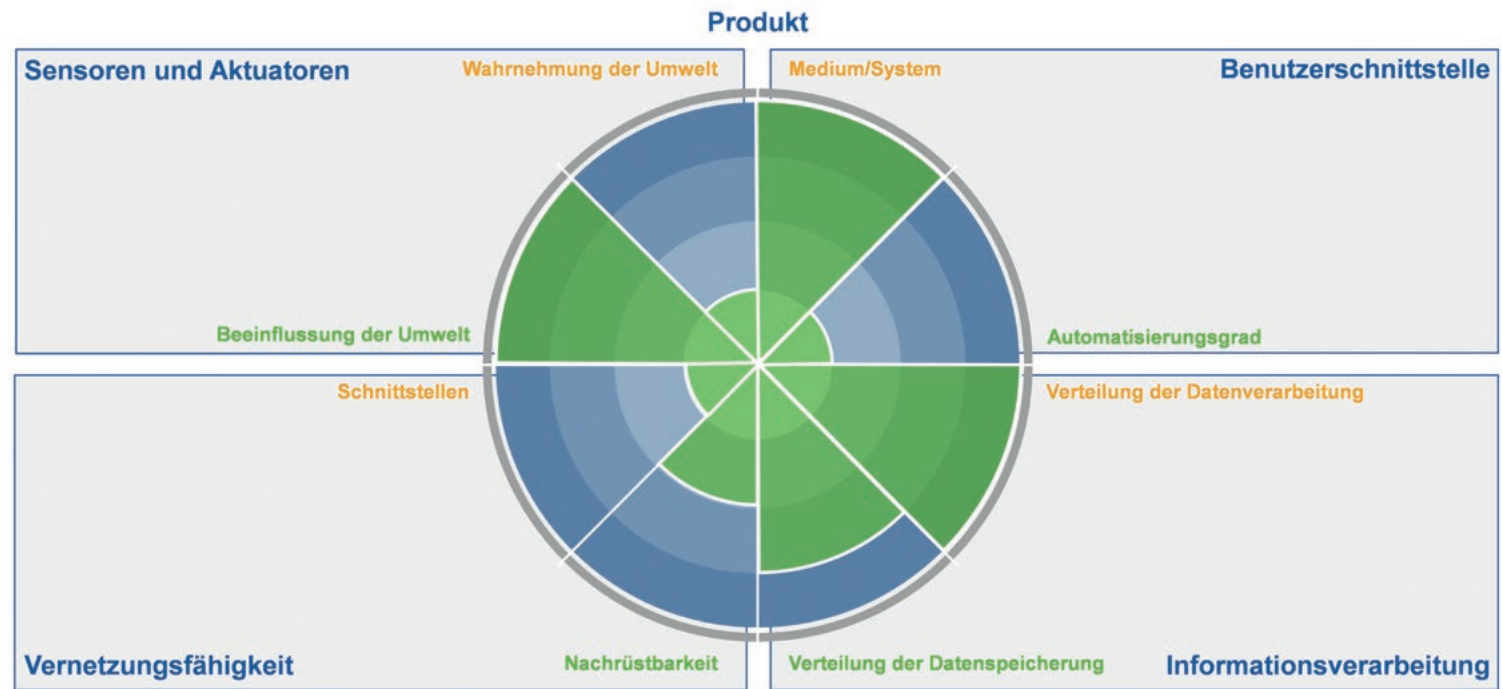 Produkt
Sensoren und Aktuatoren
Wahrnehmung der Umwelt
Medium/System
Benutzerschnittstelle
Beeinflussung der Umwelt
Automatisierungsgrad
Schnittstellen
Verteilung der Datenverarbeitung
Vernetzungsfähigkeit
Nachrüstbarkeit
Verteilung der Datenspeicherung
Informationsverarbeitung